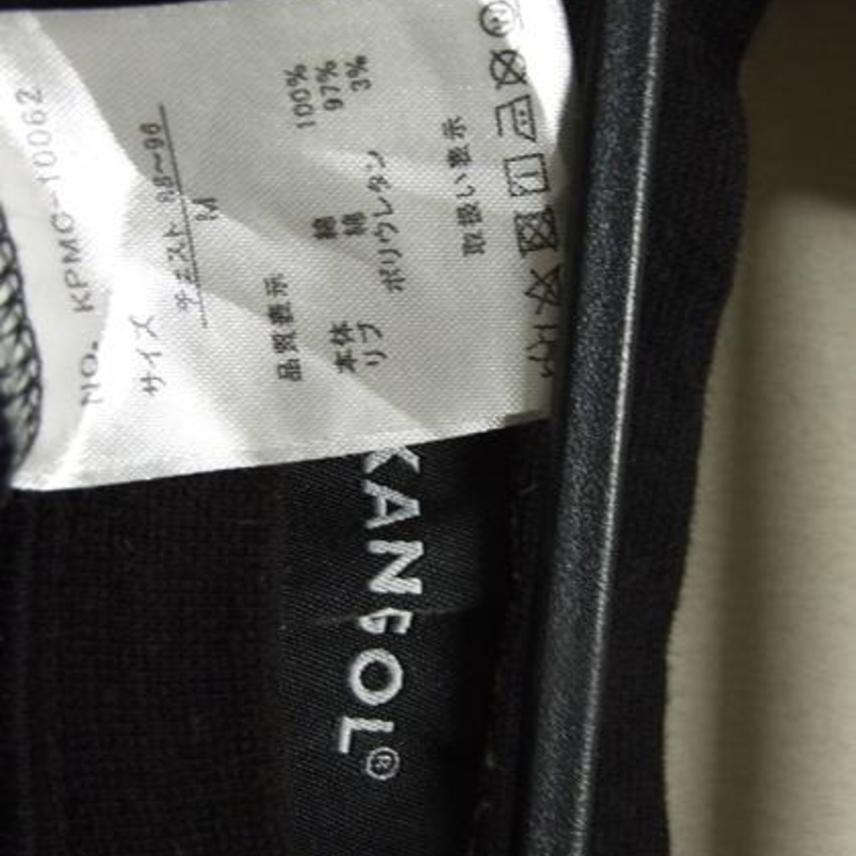 NO. KPMG-10062
サイズ
チェスト 88~96
M
品質表示
本体 綿 100%
リブ 綿 97%
ポリウレタン 3%
取扱い表示
KANGOL®